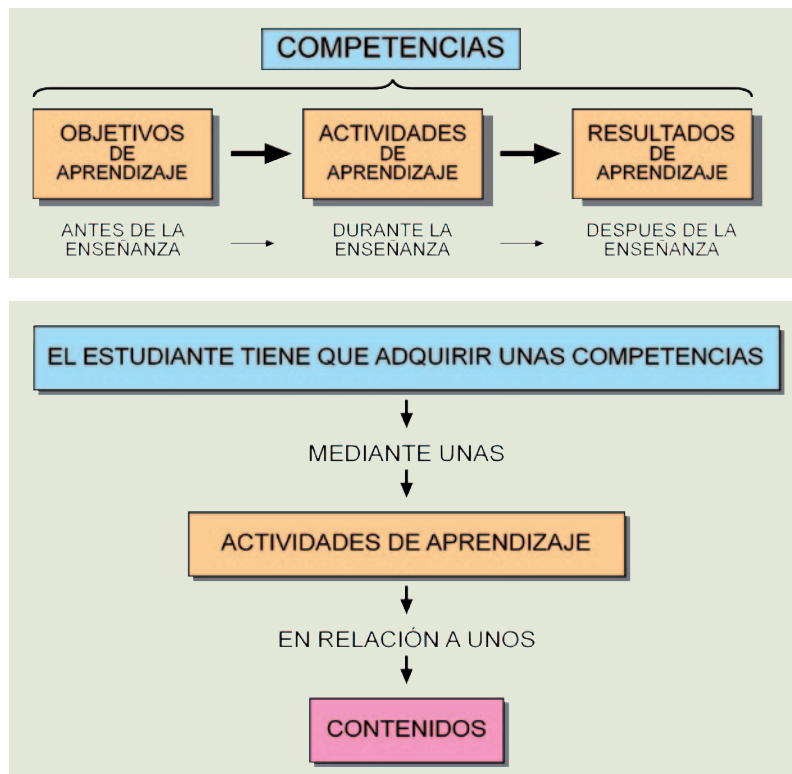 COMPETENCIAS
OBJETIVOS
DE
APRENDIZAJE
ACTIVIDADES
DE
APRENDIZAJE
RESULTADOS
DE
APRENDIZAJE
ANTES DE LA
ENSEÑANZA
DURANTE LA
ENSEÑANZA
DESPUES DE LA
ENSEÑANZA
EL ESTUDIANTE TIENE QUE ADQUIRIR UNAS COMPETENCIAS
MEDIANTE UNAS
ACTIVIDADES DE APRENDIZAJE
EN RELACIÓN A UNOS
CONTENIDOS